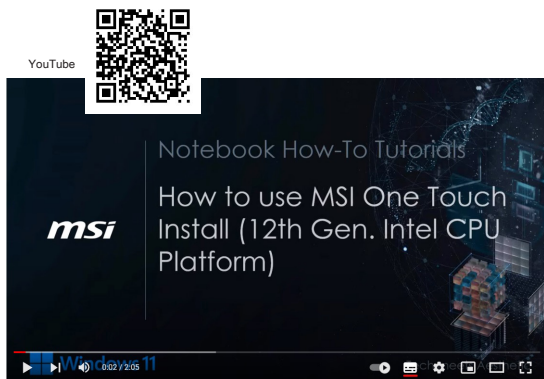 YouTube
Notebook How-To Tutorials
How to use MSI One Touch
Install (12th Gen. Intel CPU
Platform)
msi
Windows 11
0:02 / 2:05